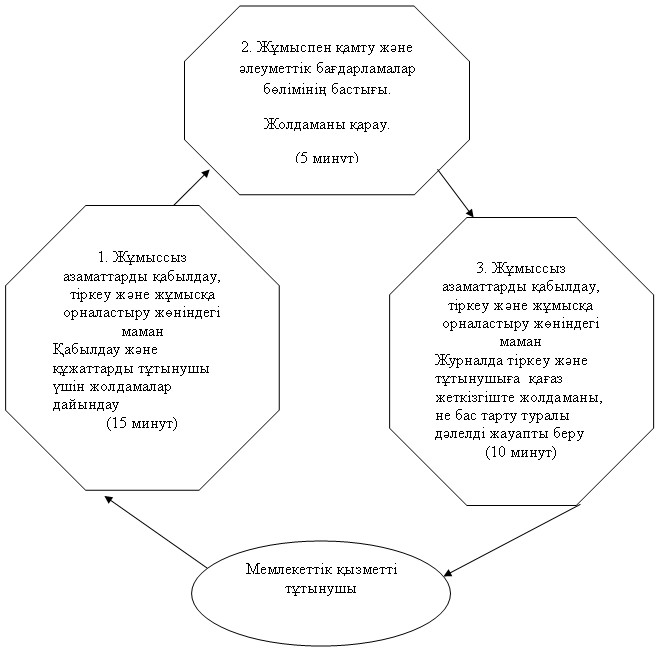 2. Жұмыспен қамту және
әлеуметтік бағдарламалар
бөлімінің бастығы.
Жолдаманы қарау.
(5 минут)
1. Жұмыссыз
азаматтарды қабылдау,
тіркеу және жұмысқа
орналастыру жөніндегі
маман
Қабылдау және
құжаттарды тұтынушы
үшін жолдамалар
дайындау
(15 минут)
3. Жұмыссыз
азаматтарды қабылдау,
тіркеу және жұмысқа
орналастыру жөніндегі
маман
Журналда тіркеу және
тұтынушыға қағаз
жеткізгіште жолдаманы,
не бас тарту туралы
дәлелді жауапты беру
(10 минут)
Мемлекеттік қызметті
тұтынушы